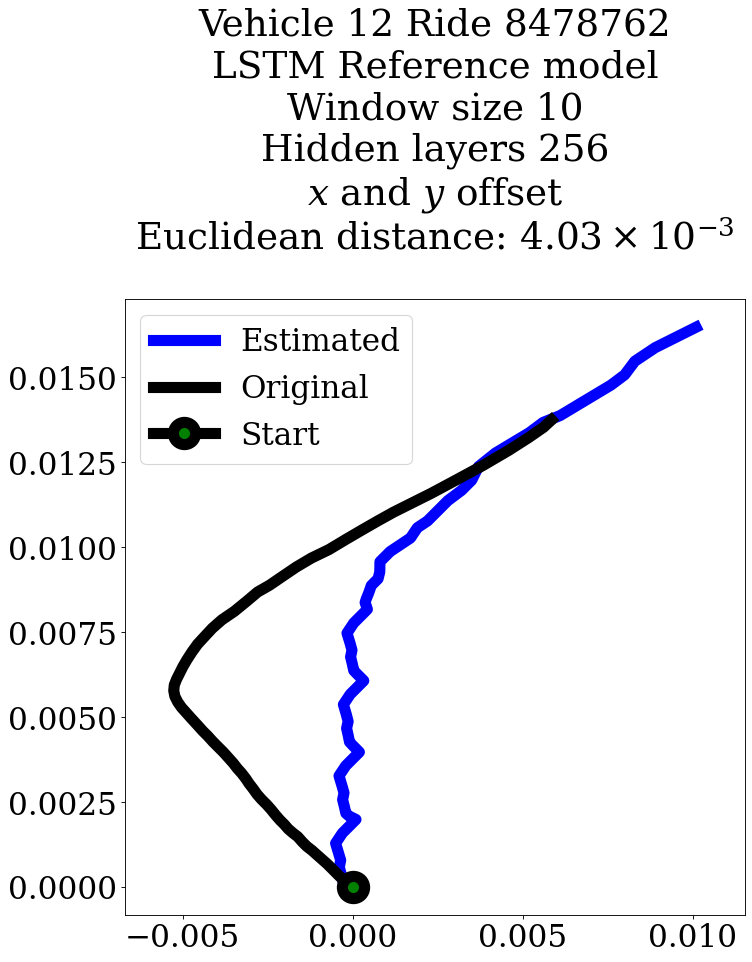 Vehicle 12 Ride 8478762
LSTM Reference model
Window size 10
Hidden layers 256
x and y offset
Euclidean distance: 4.03 × 10⁻³
Estimated
Original
Start
0.0150
0.0125
0.0100
0.0075
0.0050
0.0025
0.0000
−0.005 0.000 0.005 0.010